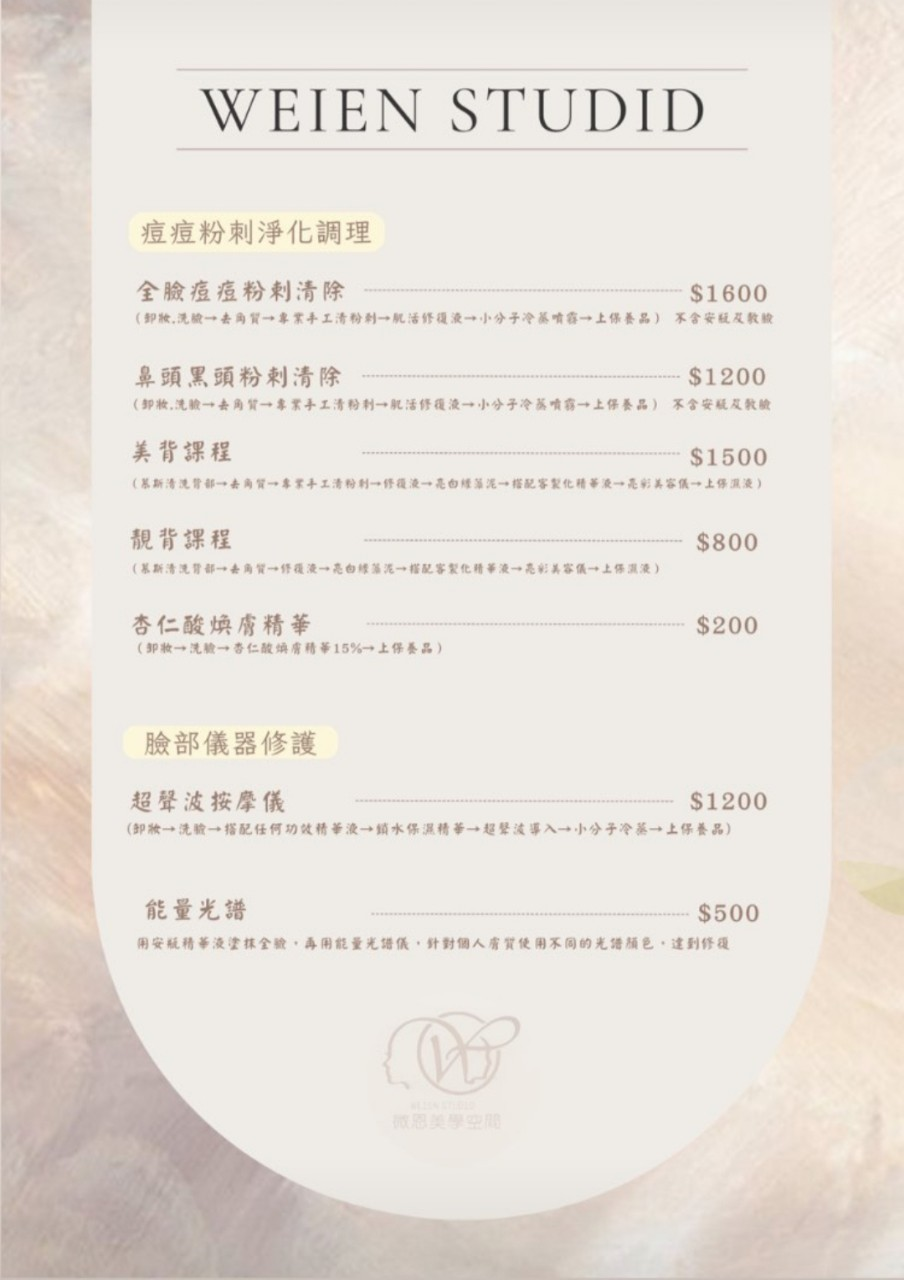 WEIEN STUDID
痘痘粉刺淨化調理
全臉痘痘粉刺清除 $1600
(卸妝.洗臉→去角質→專業手工清粉刺→肌活修復液→小分子冷蒸噴霧→上保養品) 不含安瓶及敷臉
鼻頭黑頭粉刺清除 $1200
(卸妝.洗臉→去角質→專業手工清粉刺→肌活修復液→小分子冷蒸噴霧→上保養品) 不含安瓶及敷臉
美背課程 $1500
(慕斯清洗背部→去角質→專業手工清粉刺→修復液→亮白綠藻泥→搭配客製化精華液→亮彩美容儀→上保濕液)
靚背課程 $800
(慕斯清洗背部→去角質→修復液→亮白綠藻泥→搭配客製化精華液→亮彩美容儀→上保濕液)
杏仁酸煥膚精華 $200
(卸妝→洗臉→杏仁酸煥膚精華15%→上保養品)
臉部儀器修護
超聲波按摩儀 $1200
(卸妝→洗臉→搭配任何功效精華液→鎖水保濕精華→超聲波導入→小分子冷蒸→上保養品)
能量光譜 $500
用安瓶精華液塗抹全臉，再用能量光譜儀，針對個人膚質使用不同的光譜顏色，達到修復
WEIEN STUDIO
微恩美學空間